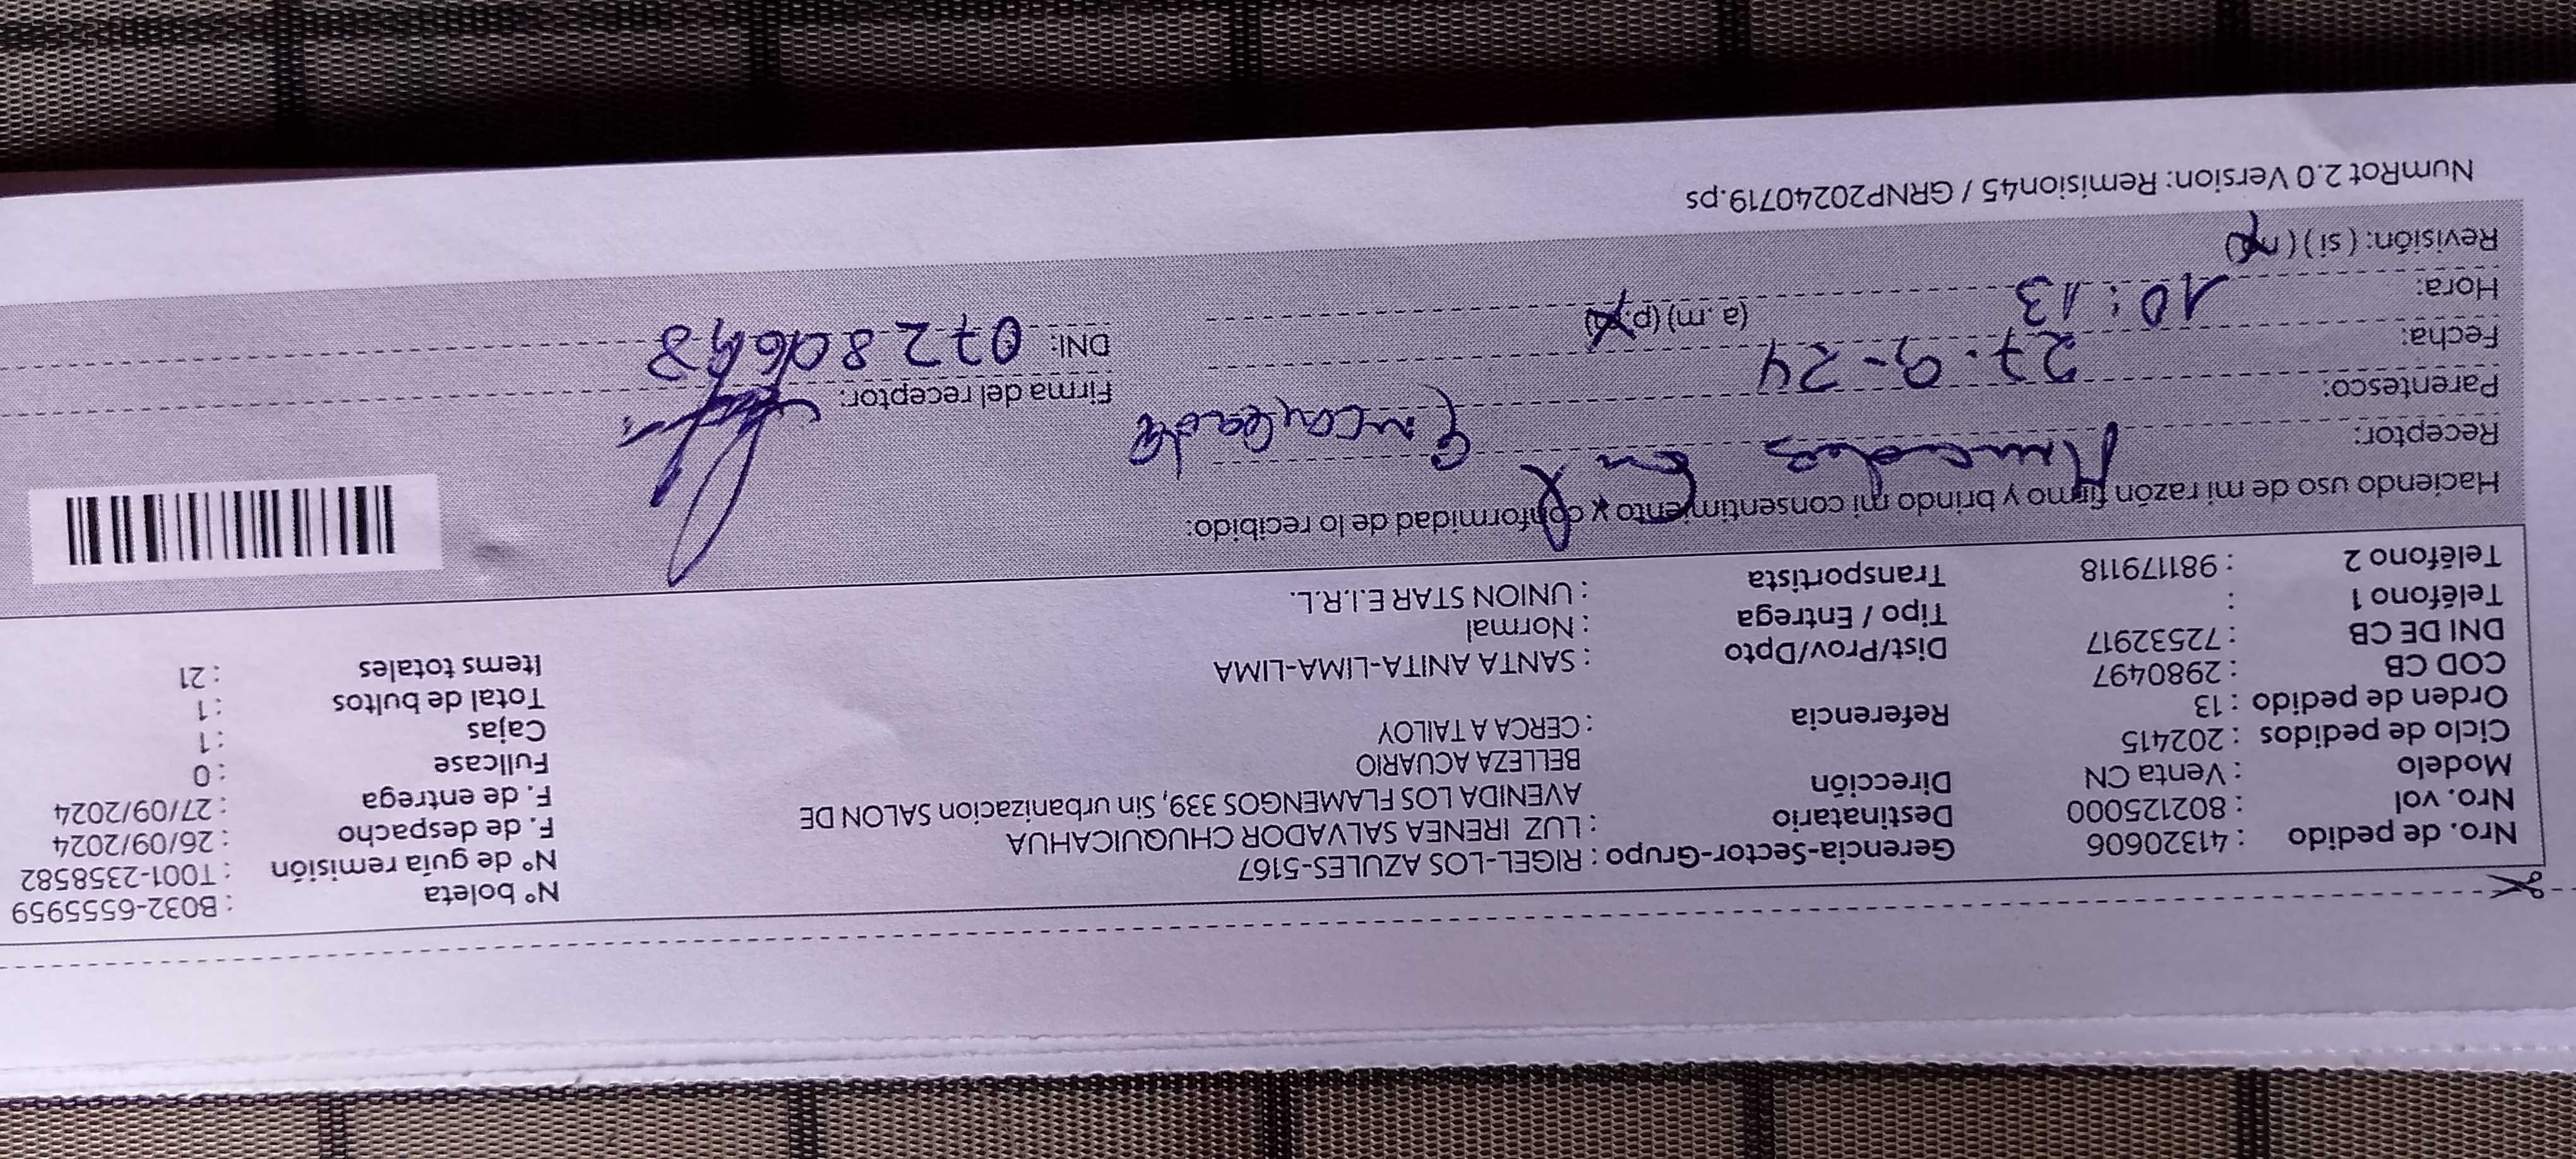 Nro. de pedido : 41320606
Nro. vol : 802125000
Modelo : Venta CN
Ciclo de pedidos : 202415
Orden de pedido : 13
COD CB : 2980497
DNI DE CB : 72532917
Teléfono 1 :
Teléfono 2 : 981179118
Gerencia-Sector-Grupo : RIGEL-LOS AZULES-5167
Destinatario : LUZ IRENEA SALVADOR CHUQUICAHUA
Dirección AVENIDA LOS FLAMENGOS 339, Sin urbanizacion SALON DE
BELLEZA ACUARIO
Referencia : CERCA A TAILOY
Dist/Prov/Dpto : SANTA ANITA-LIMA-LIMA
Tipo / Entrega : Normal
Transportista : UNION STAR E.I.R.L.
N° boleta : B032-6555959
N° de guía remisión : T001-2358582
F. de despacho : 26/09/2024
F. de entrega : 27/09/2024
Fullcase : 0
Cajas : 1
Total de bultos : 1
Items totales : 21
Haciendo uso de mi razón firmo y brindo mi consentimiento y conformidad de lo recibido:
Receptor:
Parentesco: Encargada
Fecha: 27-9-24
Hora: 10:13 (a. m) (p.m)
Revisión: (si) (no)
Firma del receptor:
DNI:
NumRot 2.0 Version: Remision45 / GRNP20240719.ps